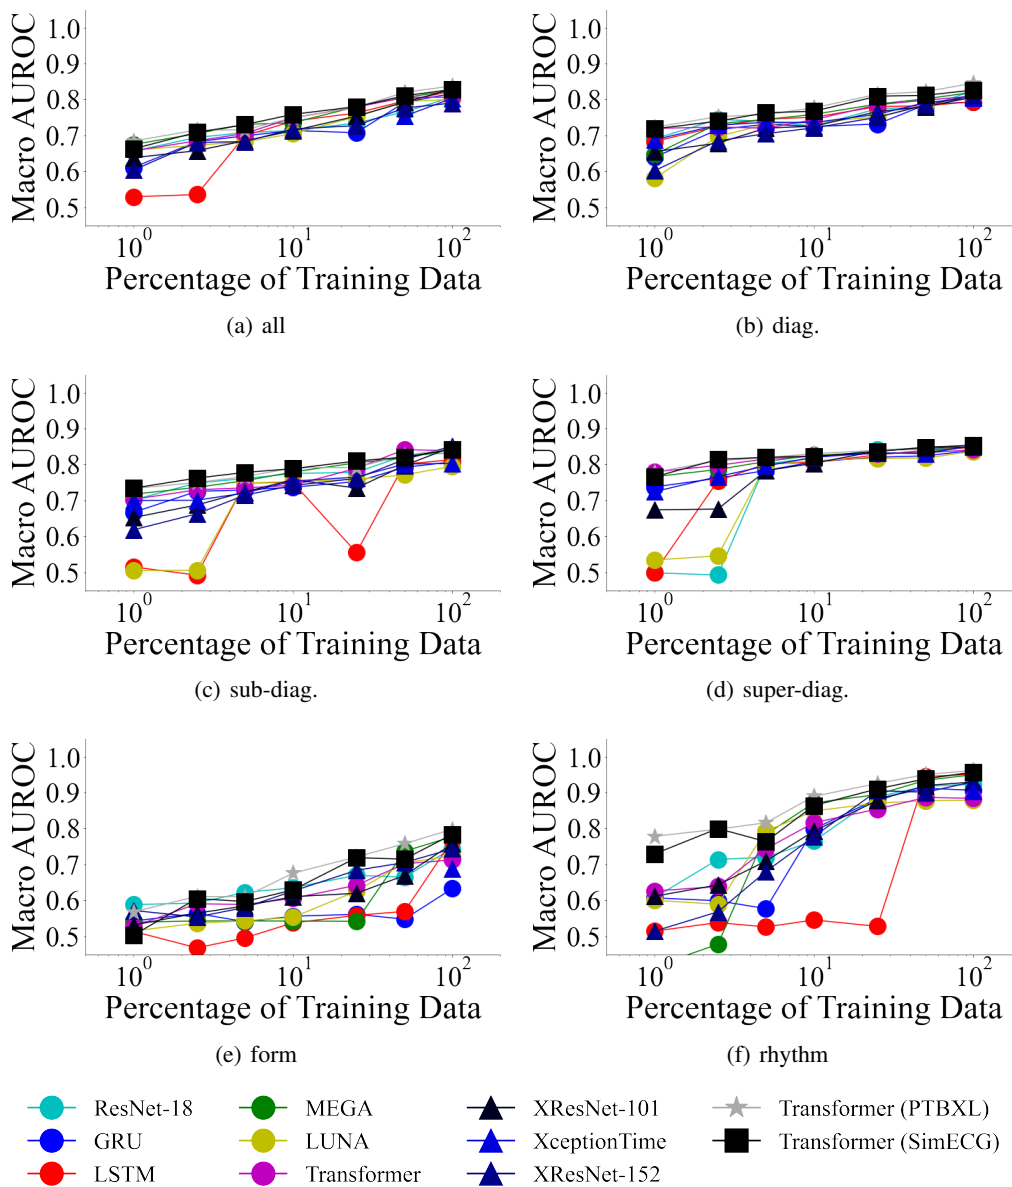 Macro AUROC
1.0
0.9
0.8
0.7
0.6
0.5
10^0 10^1 10^2
Percentage of Training Data
(a) all
Macro AUROC
1.0
0.9
0.8
0.7
0.6
0.5
10^0 10^1 10^2
Percentage of Training Data
(b) diag.
Macro AUROC
1.0
0.9
0.8
0.7
0.6
0.5
10^0 10^1 10^2
Percentage of Training Data
(c) sub-diag.
Macro AUROC
1.0
0.9
0.8
0.7
0.6
0.5
10^0 10^1 10^2
Percentage of Training Data
(d) super-diag.
Macro AUROC
1.0
0.9
0.8
0.7
0.6
0.5
10^0 10^1 10^2
Percentage of Training Data
(e) form
Macro AUROC
1.0
0.9
0.8
0.7
0.6
0.5
10^0 10^1 10^2
Percentage of Training Data
(f) rhythm
ResNet-18 MEGA XResNet-101 Transformer (PTBXL)
GRU LUNA XceptionTime Transformer (SimECG)
LSTM Transformer XResNet-152